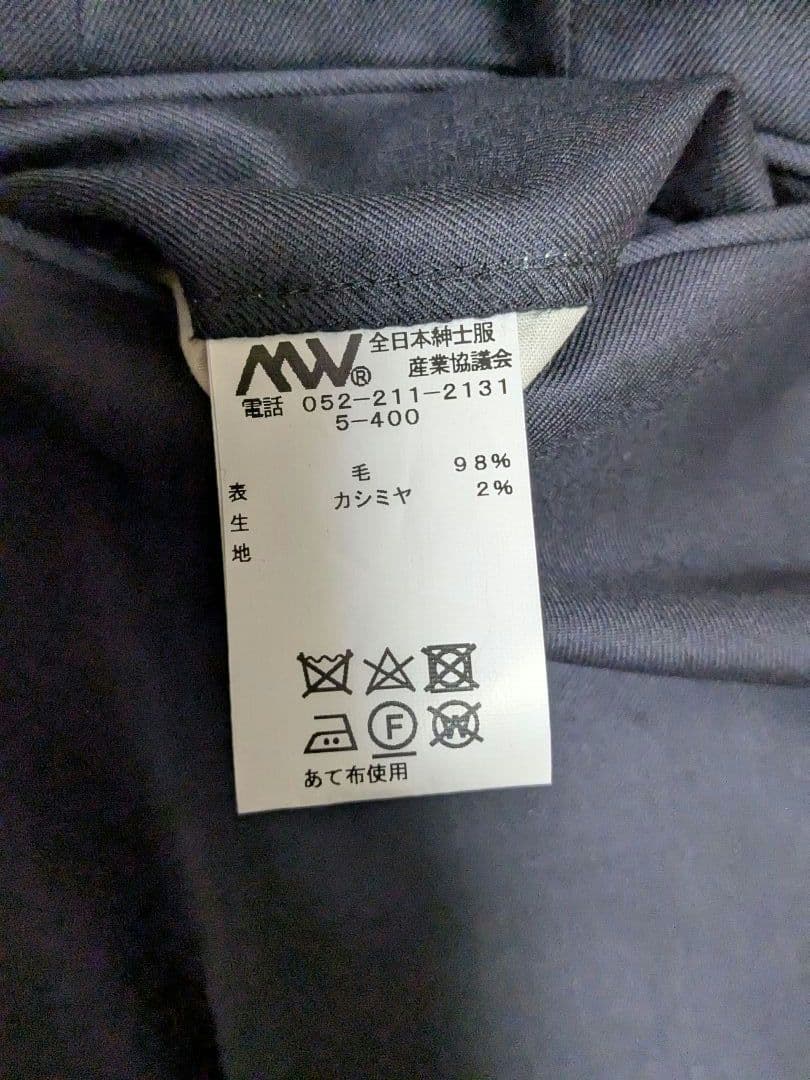 MW® 全日本紳士服
産業協議会
電話 052-211-2131
5-400
表生地
毛 98%
カシミヤ 2%
F
W
あて布使用